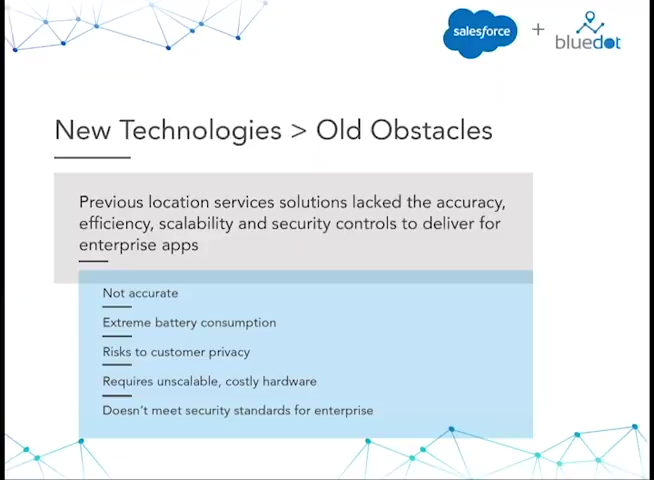 salesforce + bluedot
New Technologies > Old Obstacles
Previous location services solutions lacked the accuracy,
efficiency, scalability and security controls to deliver for
enterprise apps
Not accurate
Extreme battery consumption
Risks to customer privacy
Requires unscalable, costly hardware
Doesn't meet security standards for enterprise